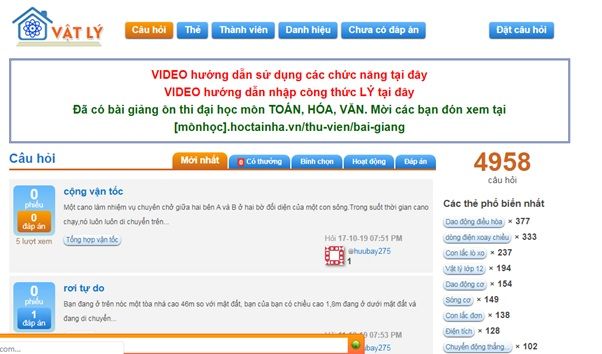 VẬT LÝ
Câu hỏi Thẻ Thành viên Danh hiệu Chưa có đáp án Đặt câu hỏi
VIDEO hướng dẫn sử dụng các chức năng tại đây
VIDEO hướng dẫn nhập công thức LÝ tại đây
Đã có bài giảng ôn thi đại học môn TOÁN, HÓA, VĂN. Mời các bạn đón xem tại
[mônhọc].hoctainha.vn/thu-vien/bai-giang
Câu hỏi Mới nhất 0 Có thưởng Bình chọn Hoạt động Đáp án
0
phiếu
0
đáp án
5 lượt xem
cộng vận tốc
Một cano làm nhiệm vụ chuyên chở giữa hai bên A và B ở hai bờ đối diện của một con sông.Trong suốt thời gian cano
chạy,nó luôn luôn di chuyển trên...
Tổng hợp vận tốc
Hỏi 17-10-19 07:51 PM
huubay275
1
0
phiếu
1
đáp án
rơi tự do
Bạn đang ở trên nóc một tòa nhà cao 46m so với mặt đất, bạn của bạn có chiều cao 1,8m đang ở dưới mặt đất và
đang di chuyển...
07:53 PM
huubay275
com...
4958
câu hỏi
Các thẻ phổ biến nhất
Dao động điều hòa × 377
dòng điện xoay chiều × 333
Con lắc lò xo × 237
Vật lý lớp 12 × 194
Dao động cơ × 154
Sóng cơ × 149
Con lắc đơn × 138
Điện tích × 128
Chuyển động thẳng... × 102